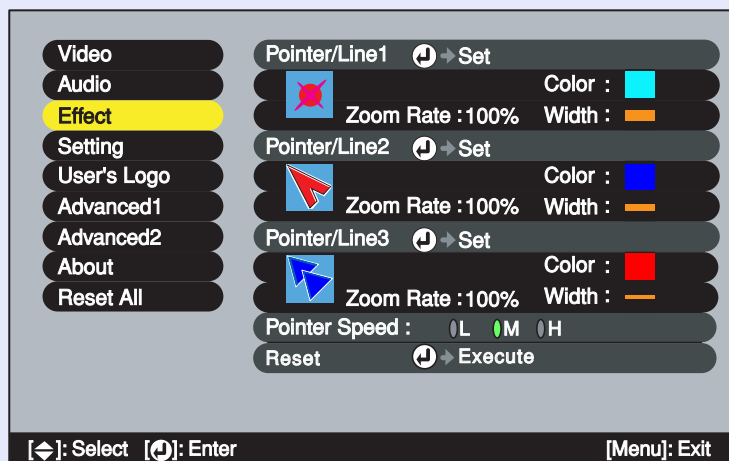 Video
Audio
Effect
Setting
User's Logo
Advanced1
Advanced2
About
Reset All
Pointer/Line1 Set
Color :
Zoom Rate :100% Width :
Pointer/Line2 Set
Color :
Zoom Rate :100% Width :
Pointer/Line3 Set
Color :
Zoom Rate :100% Width :
Pointer Speed : L M H
Reset Execute
[ ]: Select [ ]: Enter [Menu]: Exit